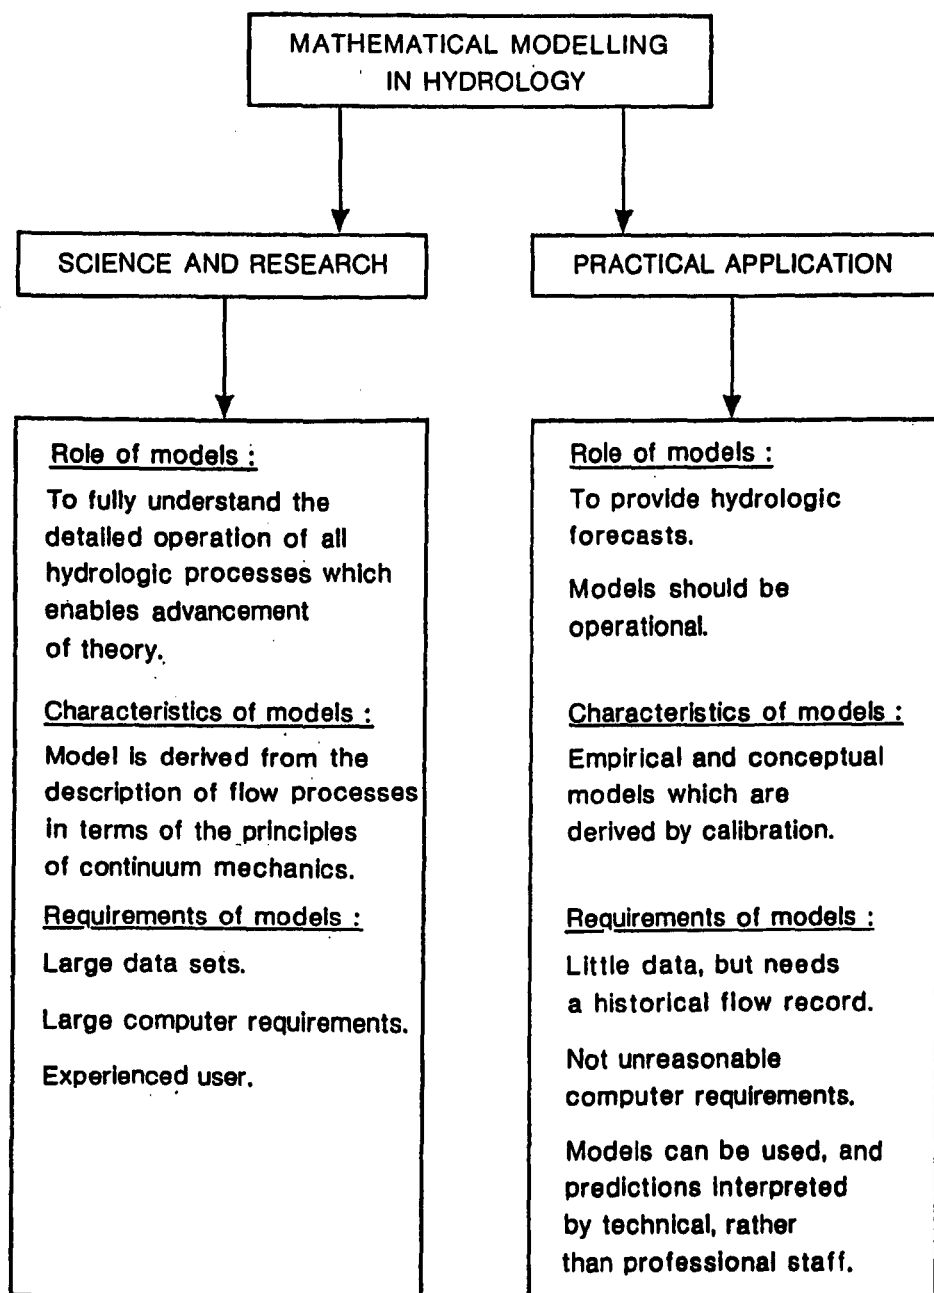 MATHEMATICAL MODELLING
IN HYDROLOGY
SCIENCE AND RESEARCH
PRACTICAL APPLICATION
Role of models :
To fully understand the
detailed operation of all
hydrologic processes which
enables advancement
of theory.
Characteristics of models :
Model is derived from the
description of flow processes
in terms of the principles
of continuum mechanics.
Requirements of models :
Large data sets.
Large computer requirements.
Experienced user.
Role of models :
To provide hydrologic
forecasts.
Models should be
operational.
Characteristics of models :
Empirical and conceptual
models which are
derived by calibration.
Requirements of models :
Little data, but needs
a historical flow record.
Not unreasonable
computer requirements.
Models can be used, and
predictions interpreted
by technical, rather
than professional staff.